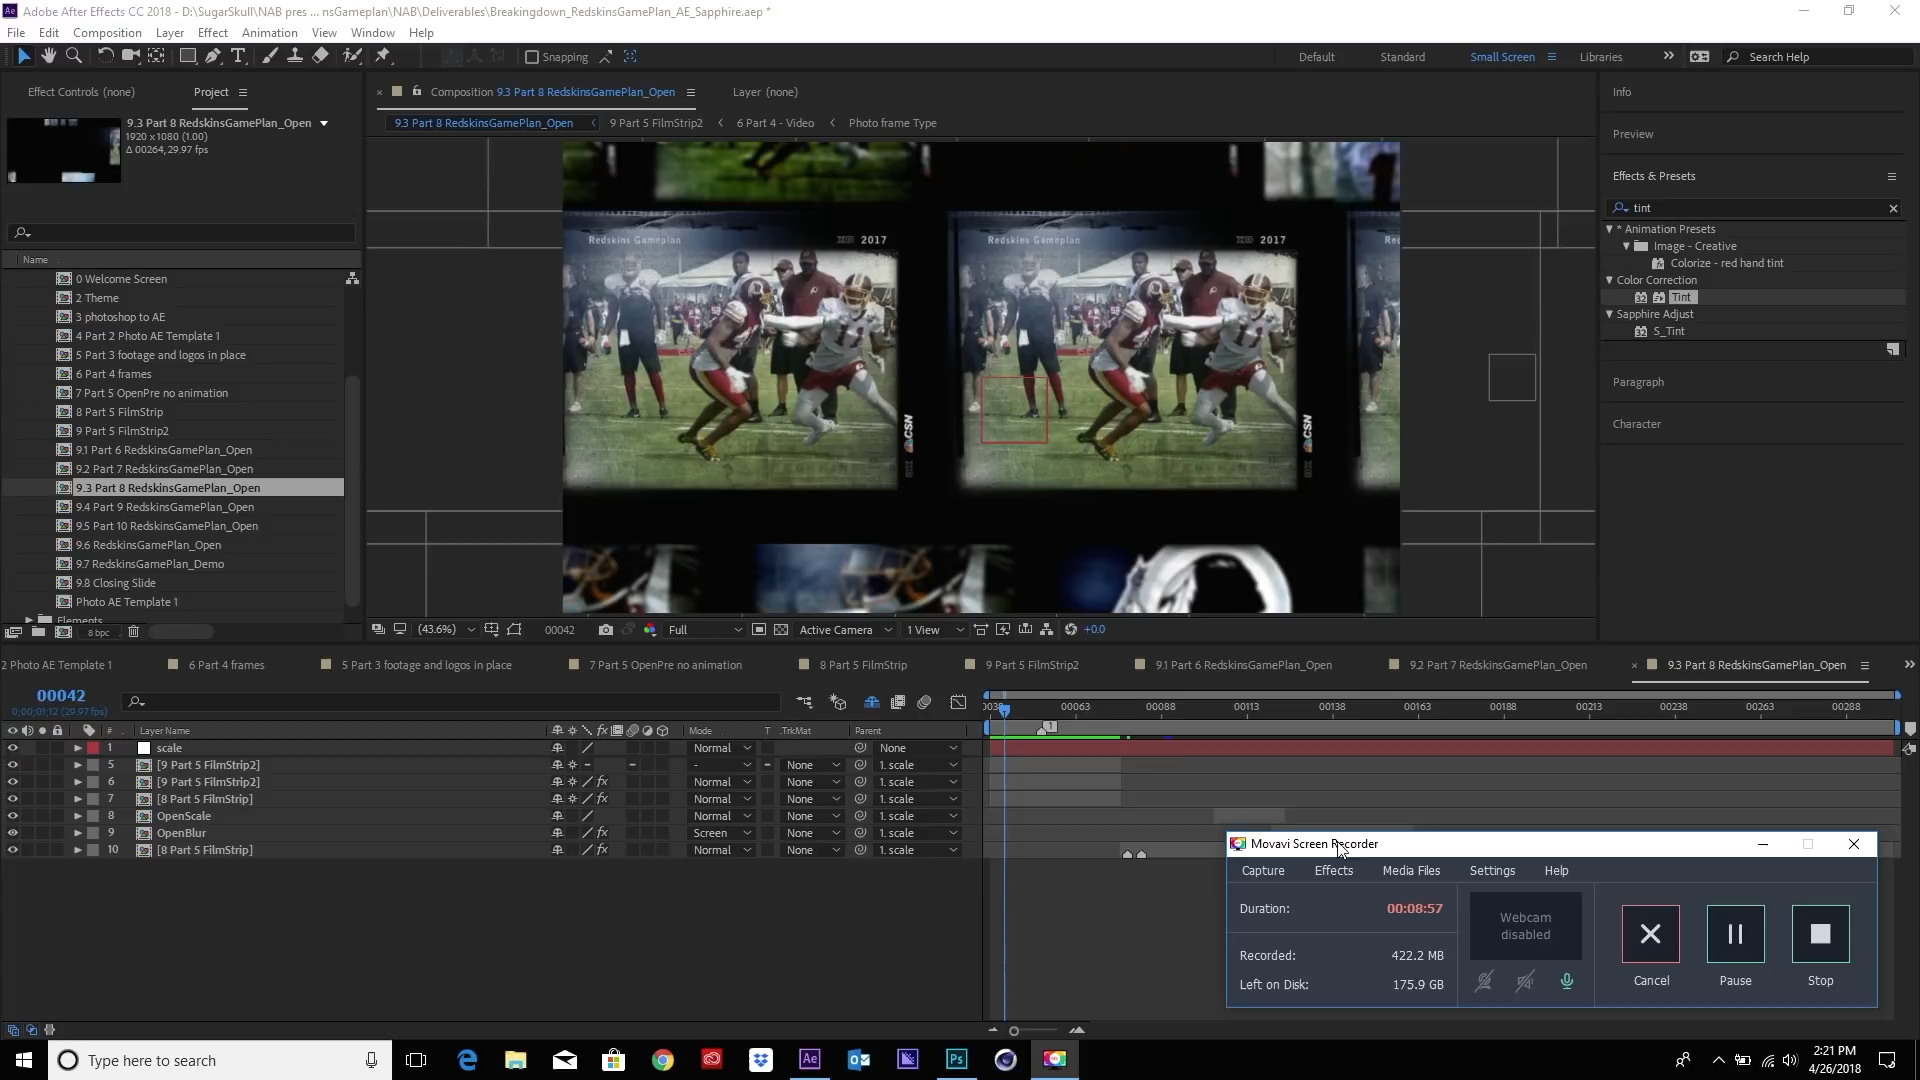 Adobe After Effects CC 2018 - D:\SugarSkull\NAB pres ... nsGameplan\NAB\Deliverables\Breakingdown_RedskinsGamePlan_AE_Sapphire.aep *
File Edit Composition Layer Effect Animation View Window Help
Snapping
Default Standard Small Screen Libraries Search Help
Effect Controls (none) Project
Composition 9.3 Part 8 RedskinsGamePlan_Open Layer (none)
9.3 Part 8 RedskinsGamePlan_Open 9 Part 5 FilmStrip2 6 Part 4 - Video Photo frame Type
9.3 Part 8 RedskinsGamePlan_Open
1920 x1080 (1.00)
Δ 00264, 29.97 fps
Name
0 Welcome Screen
2 Theme
3 photoshop to AE
4 Part 2 Photo AE Template 1
5 Part 3 footage and logos in place
6 Part 4 frames
7 Part 5 OpenPre no animation
8 Part 5 FilmStrip
9 Part 5 FilmStrip2
9.1 Part 6 RedskinsGamePlan_Open
9.2 Part 7 RedskinsGamePlan_Open
9.3 Part 8 RedskinsGamePlan_Open
9.4 Part 9 RedskinsGamePlan_Open
9.5 Part 10 RedskinsGamePlan_Open
9.6 RedskinsGamePlan_Open
9.7 RedskinsGamePlan_Demo
9.8 Closing Slide
Photo AE Template 1
Elements
8 bpc
Redskins Gameplan 2017
Redskins Gameplan 2017
CSN
CSN
17
(43.6%) 00042 Full Active Camera 1 View +0.0
Info
Preview
Effects & Presets
tint
* Animation Presets
Image - Creative
Colorize - red hand tint
Color Correction
Tint
Sapphire Adjust
S_Tint
Paragraph
Character
2 Photo AE Template 1 6 Part 4 frames 5 Part 3 footage and logos in place 7 Part 5 OpenPre no animation 8 Part 5 FilmStrip 9 Part 5 FilmStrip2 9.1 Part 6 RedskinsGamePlan_Open 9.2 Part 7 RedskinsGamePlan_Open 9.3 Part 8 RedskinsGamePlan_Open
00042
0;00;01;12 (29.97 fps)
00063 00088 00113 00138 00163 00188 00213 00238 00263 00288
# Layer Name Mode T .TrkMat Parent
1
1 scale Normal None
5 [9 Part 5 FilmStrip2] - None 1. scale
6 [9 Part 5 FilmStrip2] Normal None 1. scale
7 [8 Part 5 FilmStrip] Normal None 1. scale
8 OpenScale Normal None 1. scale
9 OpenBlur Screen None 1. scale
10 [8 Part 5 FilmStrip] Normal None 1. scale
Movavi Screen Recorder
Capture Effects Media Files Settings Help
Duration: 00:08:57
Recorded: 422.2 MB
Left on Disk: 175.9 GB
Webcam
disabled
Cancel Pause Stop
Type here to search
Ae Ps
2:21 PM
4/26/2018